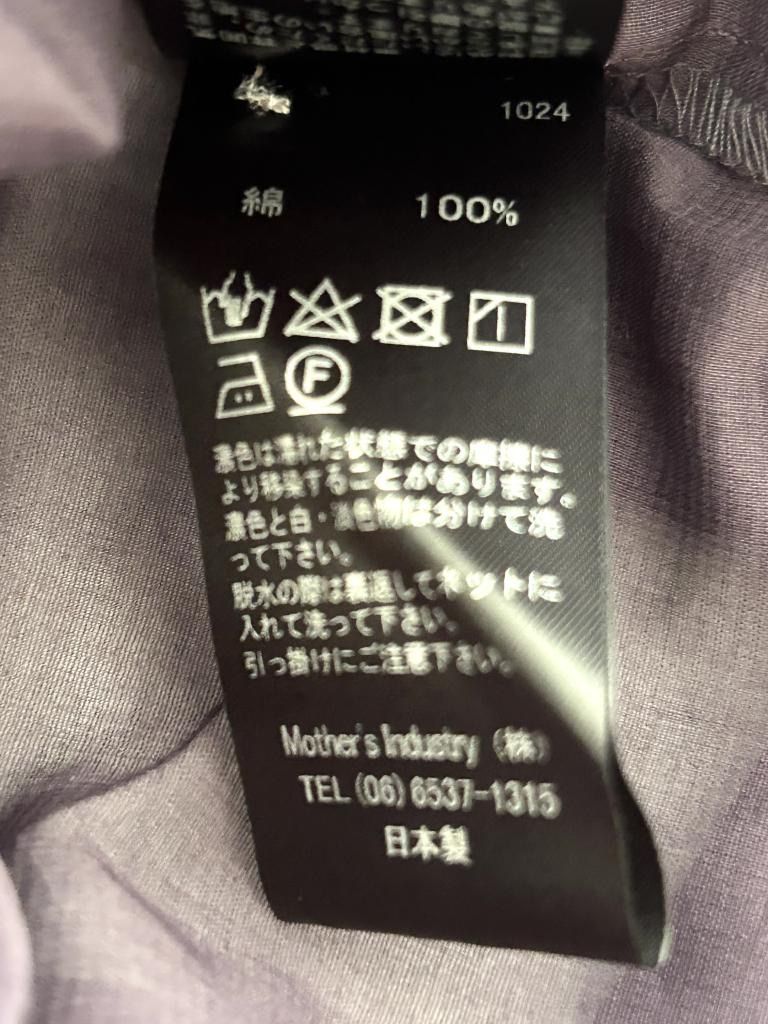 1024
綿 100%
F
濃色は濡れた状態での摩擦に
より移染することがあります。
濃色と白・淡色物は分けて洗
って下さい。
脱水の際は裏返してネットに
入れて洗って下さい。
引っ掛けにご注意下さい。
Mother's Industry (株)
TEL (06) 6537-1315
日本製